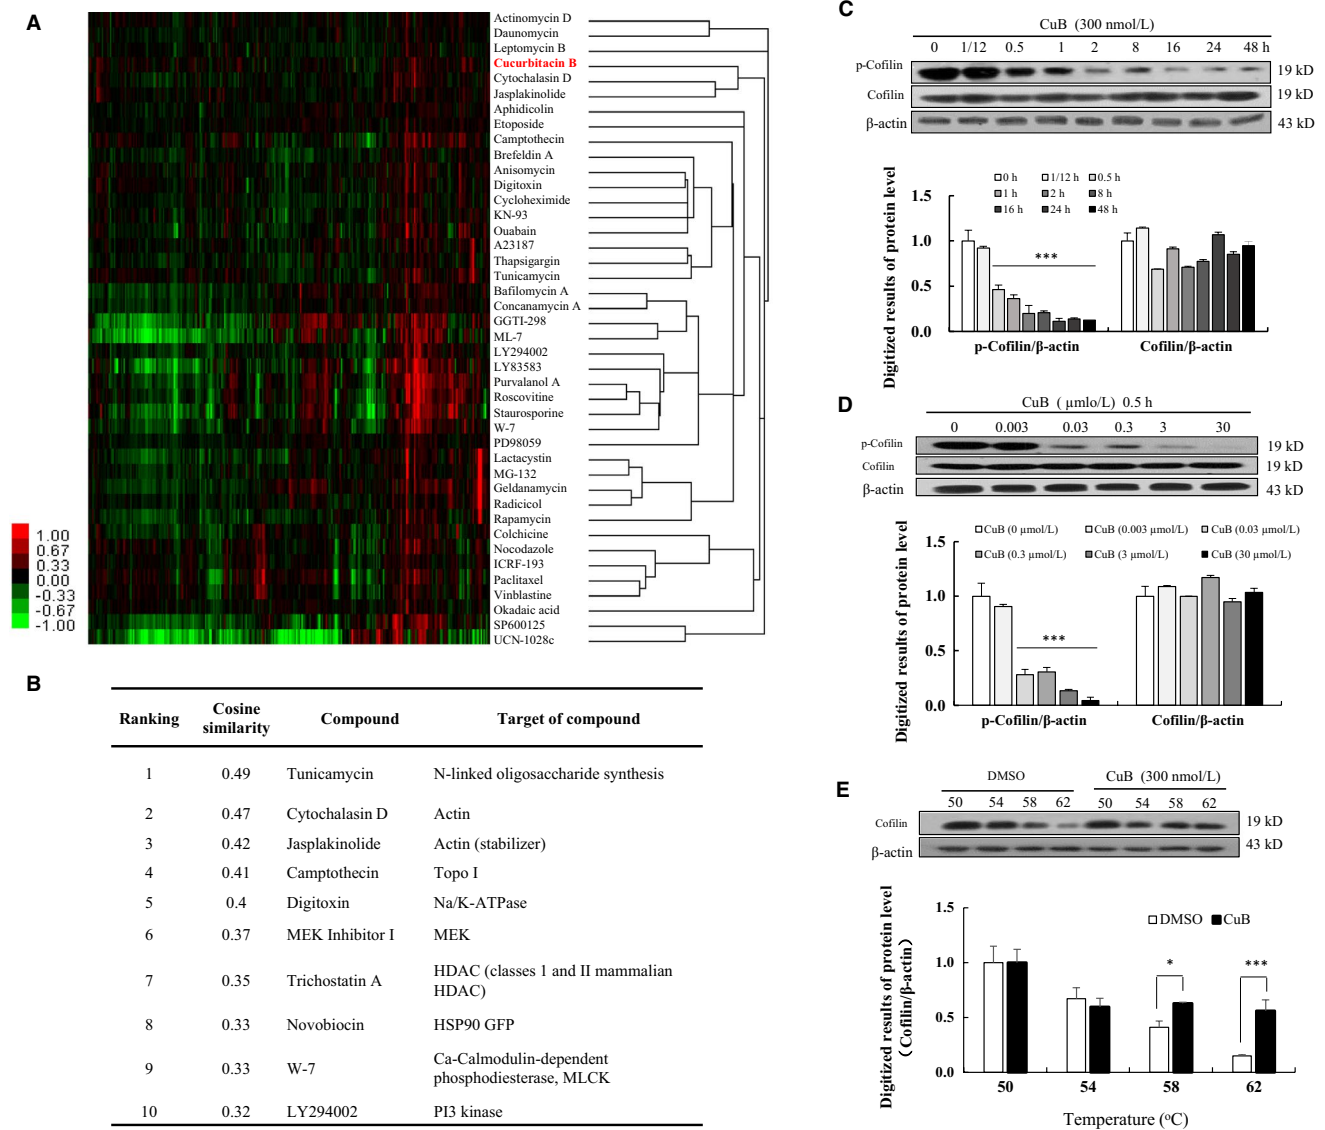 A
Actinomycin D
Daunomycin
Leptomycin B
Cucurbitacin B
Cytochalasin D
Jasplakinolide
Aphidicolin
Etoposide
Camptothecin
Brefeldin A
Anisomycin
Digitoxin
Cycloheximide
KN-93
Ouabain
A23187
Thapsigargin
Tunicamycin
Bafilomycin A
Concanamycin A
GGTI-298
ML-7
LY294002
LY83583
Purvalanol A
Roscovitine
Staurosporine
W-7
PD98059
Lactacystin
MG-132
Geldanamycin
Radicicol
Rapamycin
Colchicine
Nocodazole
ICRF-193
Paclitaxel
Vinblastine
Okadaic acid
SP600125
UCN-1028c
1.00
0.67
0.33
0.00
-0.33
-0.67
-1.00
B
Ranking Cosine similarity Compound Target of compound
1 0.49 Tunicamycin N-linked oligosaccharide synthesis
2 0.47 Cytochalasin D Actin
3 0.42 Jasplakinolide Actin (stabilizer)
4 0.41 Camptothecin Topo I
5 0.4 Digitoxin Na/K-ATPase
6 0.37 MEK Inhibitor I MEK
7 0.35 Trichostatin A HDAC (classes 1 and II mammalian
HDAC)
8 0.33 Novobiocin HSP90 GFP
9 0.33 W-7 Ca-Calmodulin-dependent
phosphodiesterase, MLCK
10 0.32 LY294002 PI3 kinase
C
CuB (300 nmol/L)
0 1/12 0.5 1 2 8 16 24 48 h
p-Cofilin 19 kD
Cofilin 19 kD
β-actin 43 kD
Digitized results of protein level
0 h 1/12 h 0.5 h
1 h 2 h 8 h
16 h 24 h 48 h
1.5
1.0
0.5
0.0
***
p-Cofilin/β-actin Cofilin/β-actin
D
CuB ( µmlo/L) 0.5 h
0 0.003 0.03 0.3 3 30
p-Cofilin 19 kD
Cofilin 19 kD
β-actin 43 kD
Digitized results of protein level
CuB (0 µmol/L) CuB (0.003 µmol/L) CuB (0.03 µmol/L)
CuB (0.3 µmol/L) CuB (3 µmol/L) CuB (30 µmol/L)
1.5
1.0
0.5
0.0
***
p-Cofilin/β-actin Cofilin/β-actin
E
DMSO CuB (300 nmol/L)
50 54 58 62 50 54 58 62
Cofilin 19 kD
β-actin 43 kD
Digitized results of protein level
(Cofilin/β-actin)
DMSO CuB
1.5
1.0
0.5
0.0
* ***
50 54 58 62
Temperature (°C)